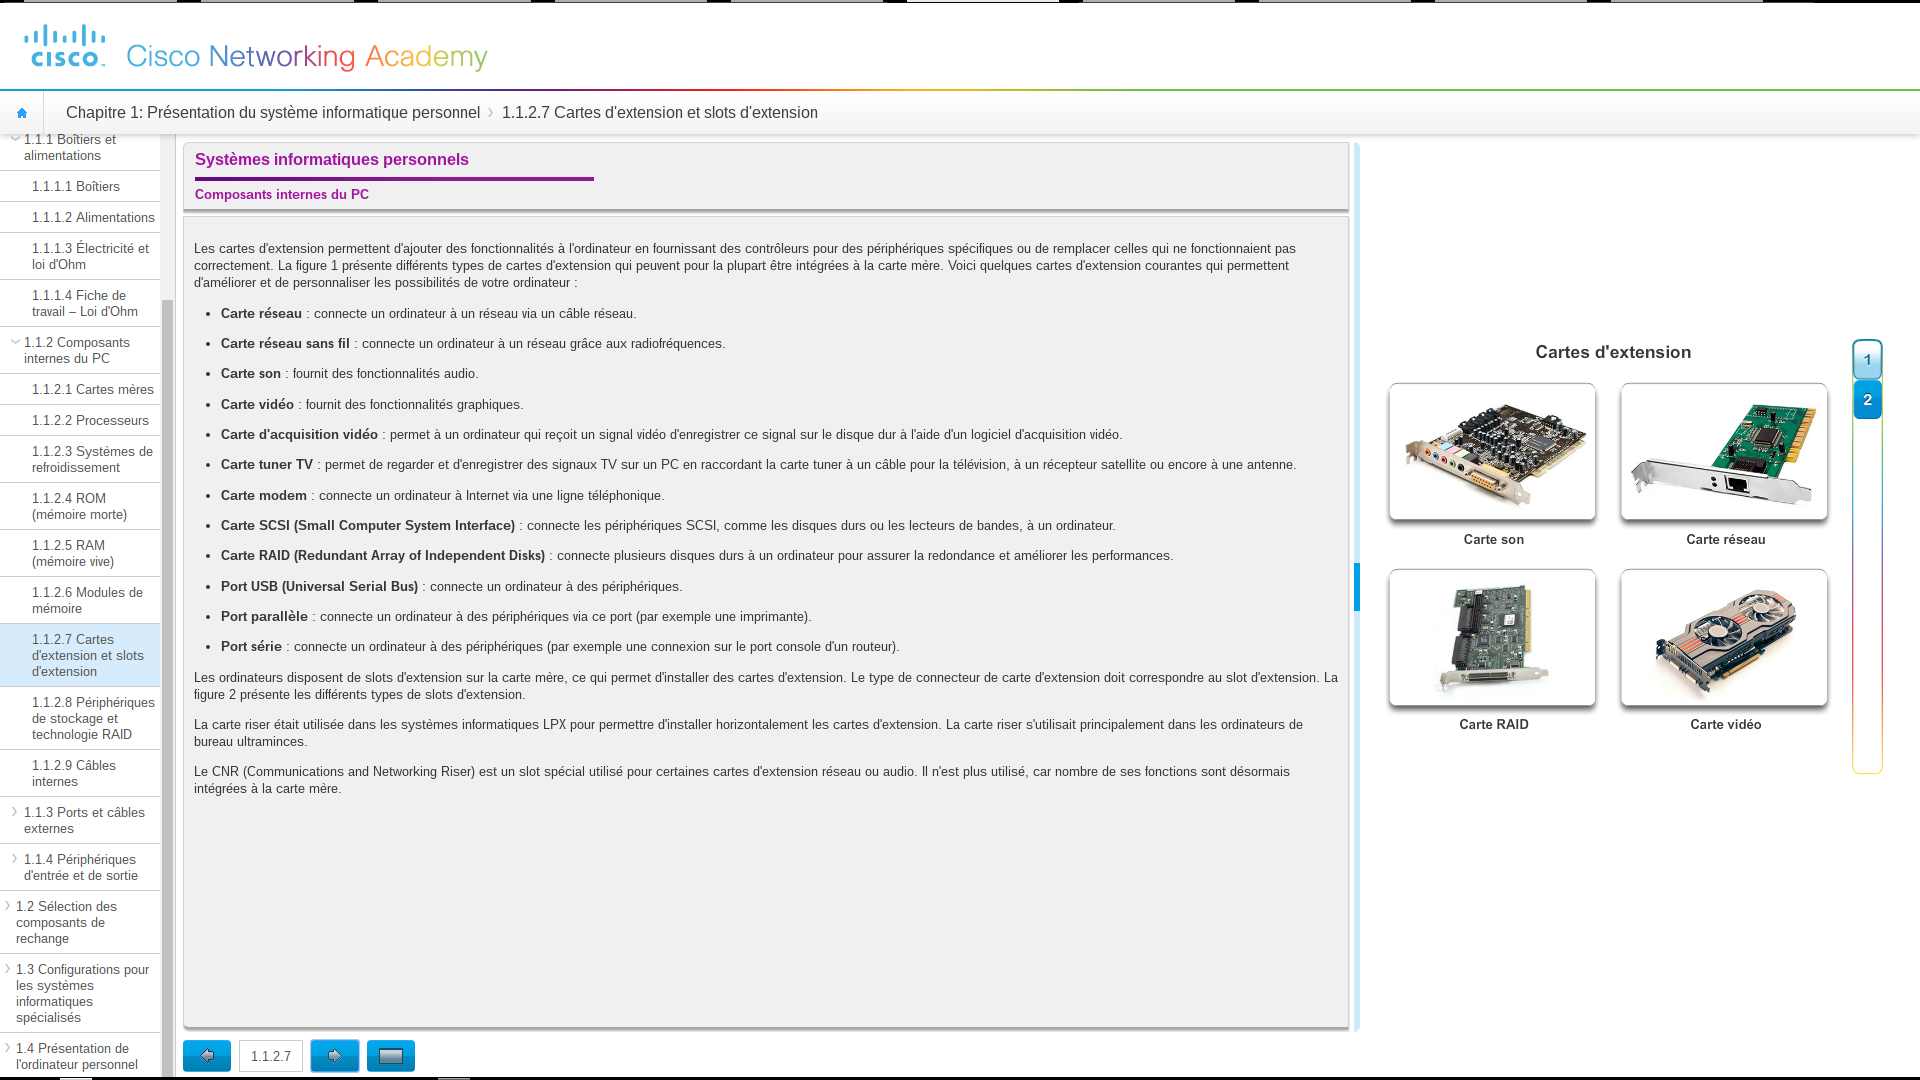 cisco
Cisco Networking Academy
Chapitre 1: Présentation du système informatique personnel
1.1.2.7 Cartes d'extension et slots d'extension
1.1.1 Boîtiers et
alimentations
1.1.1.1 Boîtiers
1.1.1.2 Alimentations
1.1.1.3 Électricité et
loi d'Ohm
1.1.1.4 Fiche de
travail – Loi d'Ohm
1.1.2 Composants
internes du PC
1.1.2.1 Cartes mères
1.1.2.2 Processeurs
1.1.2.3 Systèmes de
refroidissement
1.1.2.4 ROM
(mémoire morte)
1.1.2.5 RAM
(mémoire vive)
1.1.2.6 Modules de
mémoire
1.1.2.7 Cartes
d'extension et slots
d'extension
1.1.2.8 Périphériques
de stockage et
technologie RAID
1.1.2.9 Câbles
internes
1.1.3 Ports et câbles
externes
1.1.4 Périphériques
d'entrée et de sortie
1.2 Sélection des
composants de
rechange
1.3 Configurations pour
les systèmes
informatiques
spécialisés
1.4 Présentation de
l'ordinateur personnel
Systèmes informatiques personnels
Composants internes du PC
Les cartes d'extension permettent d'ajouter des fonctionnalités à l'ordinateur en fournissant des contrôleurs pour des périphériques spécifiques ou de remplacer celles qui ne fonctionnaient pas
correctement. La figure 1 présente différents types de cartes d'extension qui peuvent pour la plupart être intégrées à la carte mère. Voici quelques cartes d'extension courantes qui permettent
d'améliorer et de personnaliser les possibilités de votre ordinateur :
• Carte réseau : connecte un ordinateur à un réseau via un câble réseau.
• Carte réseau sans fil : connecte un ordinateur à un réseau grâce aux radiofréquences.
• Carte son : fournit des fonctionnalités audio.
• Carte vidéo : fournit des fonctionnalités graphiques.
• Carte d'acquisition vidéo : permet à un ordinateur qui reçoit un signal vidéo d'enregistrer ce signal sur le disque dur à l'aide d'un logiciel d'acquisition vidéo.
• Carte tuner TV : permet de regarder et d'enregistrer des signaux TV sur un PC en raccordant la carte tuner à un câble pour la télévision, à un récepteur satellite ou encore à une antenne.
• Carte modem : connecte un ordinateur à Internet via une ligne téléphonique.
• Carte SCSI (Small Computer System Interface) : connecte les périphériques SCSI, comme les disques durs ou les lecteurs de bandes, à un ordinateur.
• Carte RAID (Redundant Array of Independent Disks) : connecte plusieurs disques durs à un ordinateur pour assurer la redondance et améliorer les performances.
• Port USB (Universal Serial Bus) : connecte un ordinateur à des périphériques.
• Port parallèle : connecte un ordinateur à des périphériques via ce port (par exemple une imprimante).
• Port série : connecte un ordinateur à des périphériques (par exemple une connexion sur le port console d'un routeur).
Les ordinateurs disposent de slots d'extension sur la carte mère, ce qui permet d'installer des cartes d'extension. Le type de connecteur de carte d'extension doit correspondre au slot d'extension. La
figure 2 présente les différents types de slots d'extension.
La carte riser était utilisée dans les systèmes informatiques LPX pour permettre d'installer horizontalement les cartes d'extension. La carte riser s'utilisait principalement dans les ordinateurs de
bureau ultraminces.
Le CNR (Communications and Networking Riser) est un slot spécial utilisé pour certaines cartes d'extension réseau ou audio. Il n'est plus utilisé, car nombre de ses fonctions sont désormais
intégrées à la carte mère.
1.1.2.7
Cartes d'extension
Carte son
Carte réseau
Carte RAID
Carte vidéo
1
2